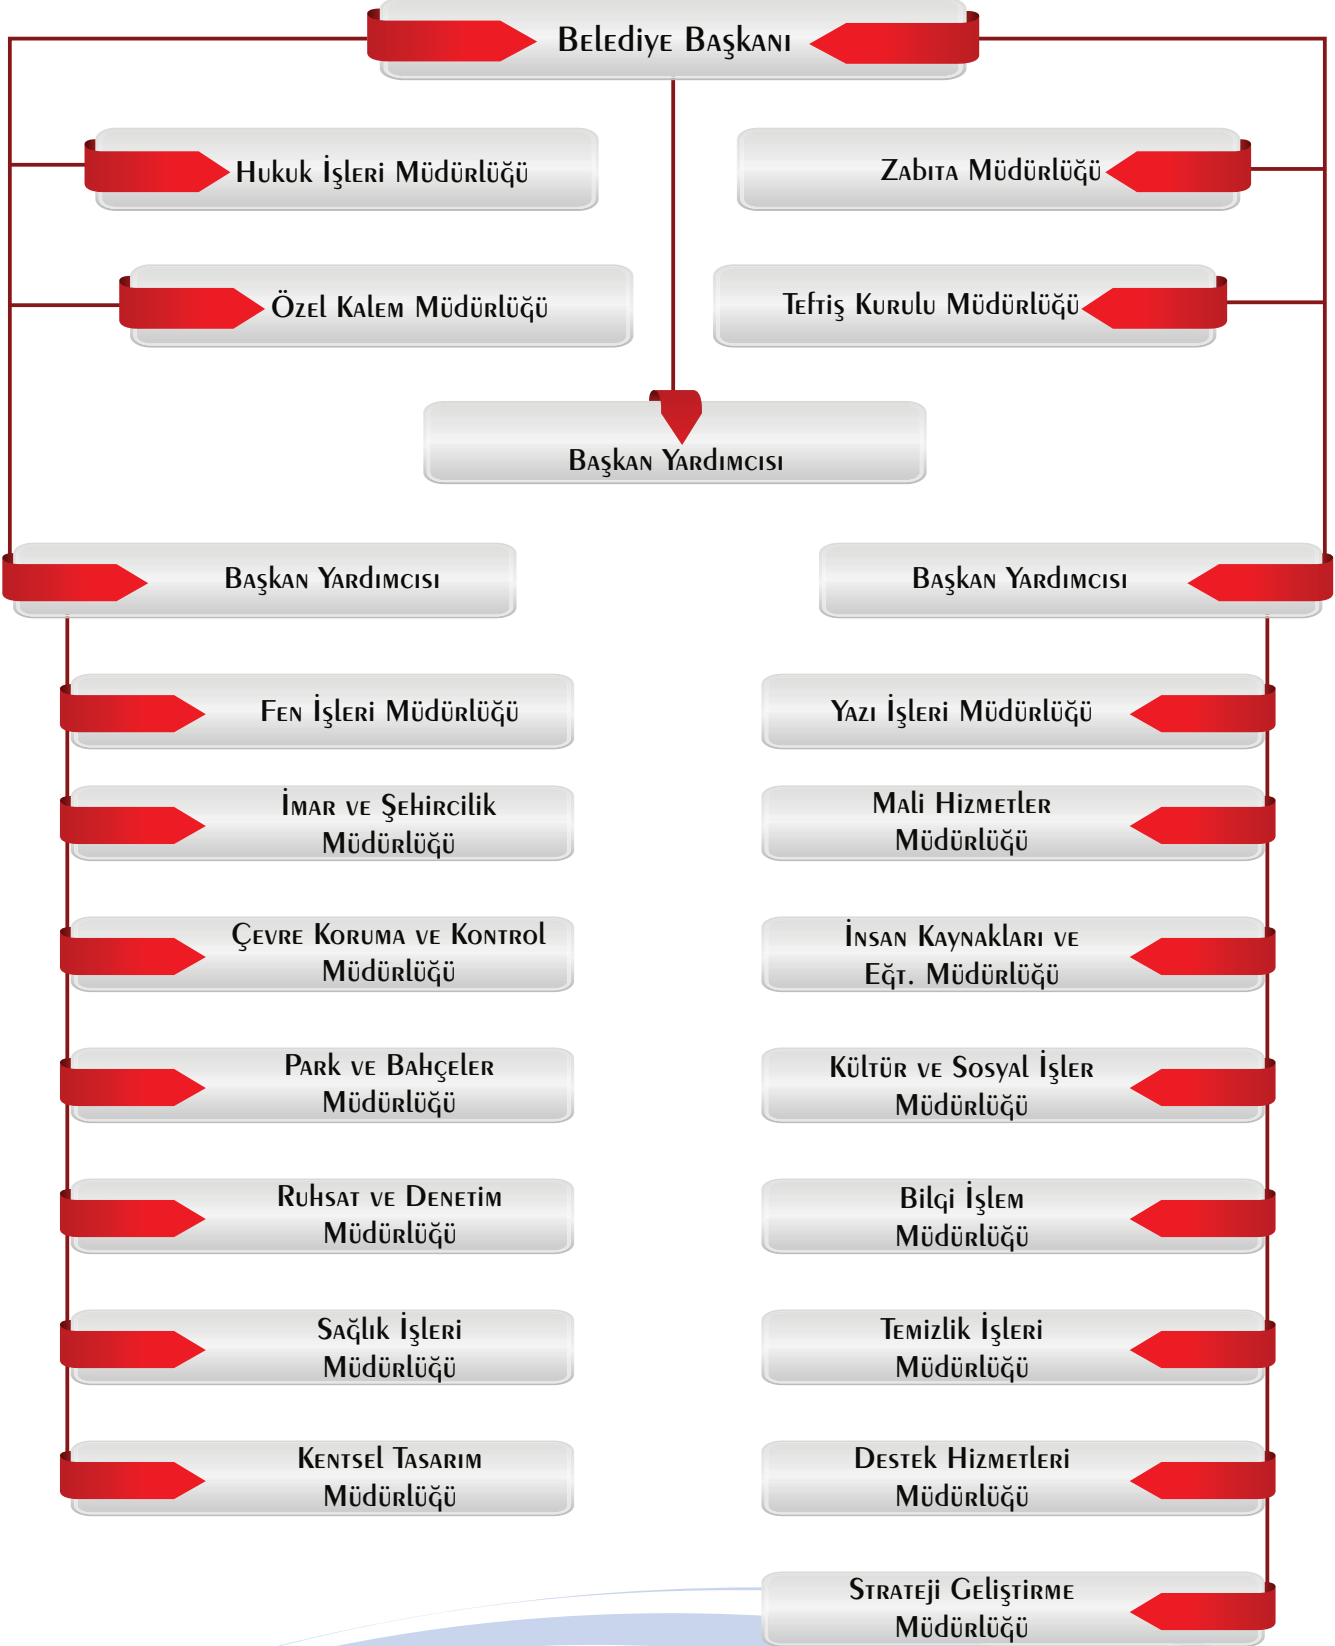 Belediye Başkanı
Hukuk İşleri Müdürlüğü
Zabıta Müdürlüğü
Özel Kalem Müdürlüğü
Teftiş Kurulu Müdürlüğü
Başkan Yardımcısı
Başkan Yardımcısı
Başkan Yardımcısı
Fen İşleri Müdürlüğü
İmar ve Şehircilik
Müdürlüğü
Çevre Koruma ve Kontrol
Müdürlüğü
Park ve Bahçeler
Müdürlüğü
Ruhsat ve Denetim
Müdürlüğü
Sağlık İşleri
Müdürlüğü
Kentsel Tasarım
Müdürlüğü
Yazı İşleri Müdürlüğü
Mali Hizmetler
Müdürlüğü
İnsan Kaynakları ve
Eğt. Müdürlüğü
Kültür ve Sosyal İşler
Müdürlüğü
Bilgi İşlem
Müdürlüğü
Temizlik İşleri
Müdürlüğü
Destek Hizmetleri
Müdürlüğü
Strateji Geliştirme
Müdürlüğü